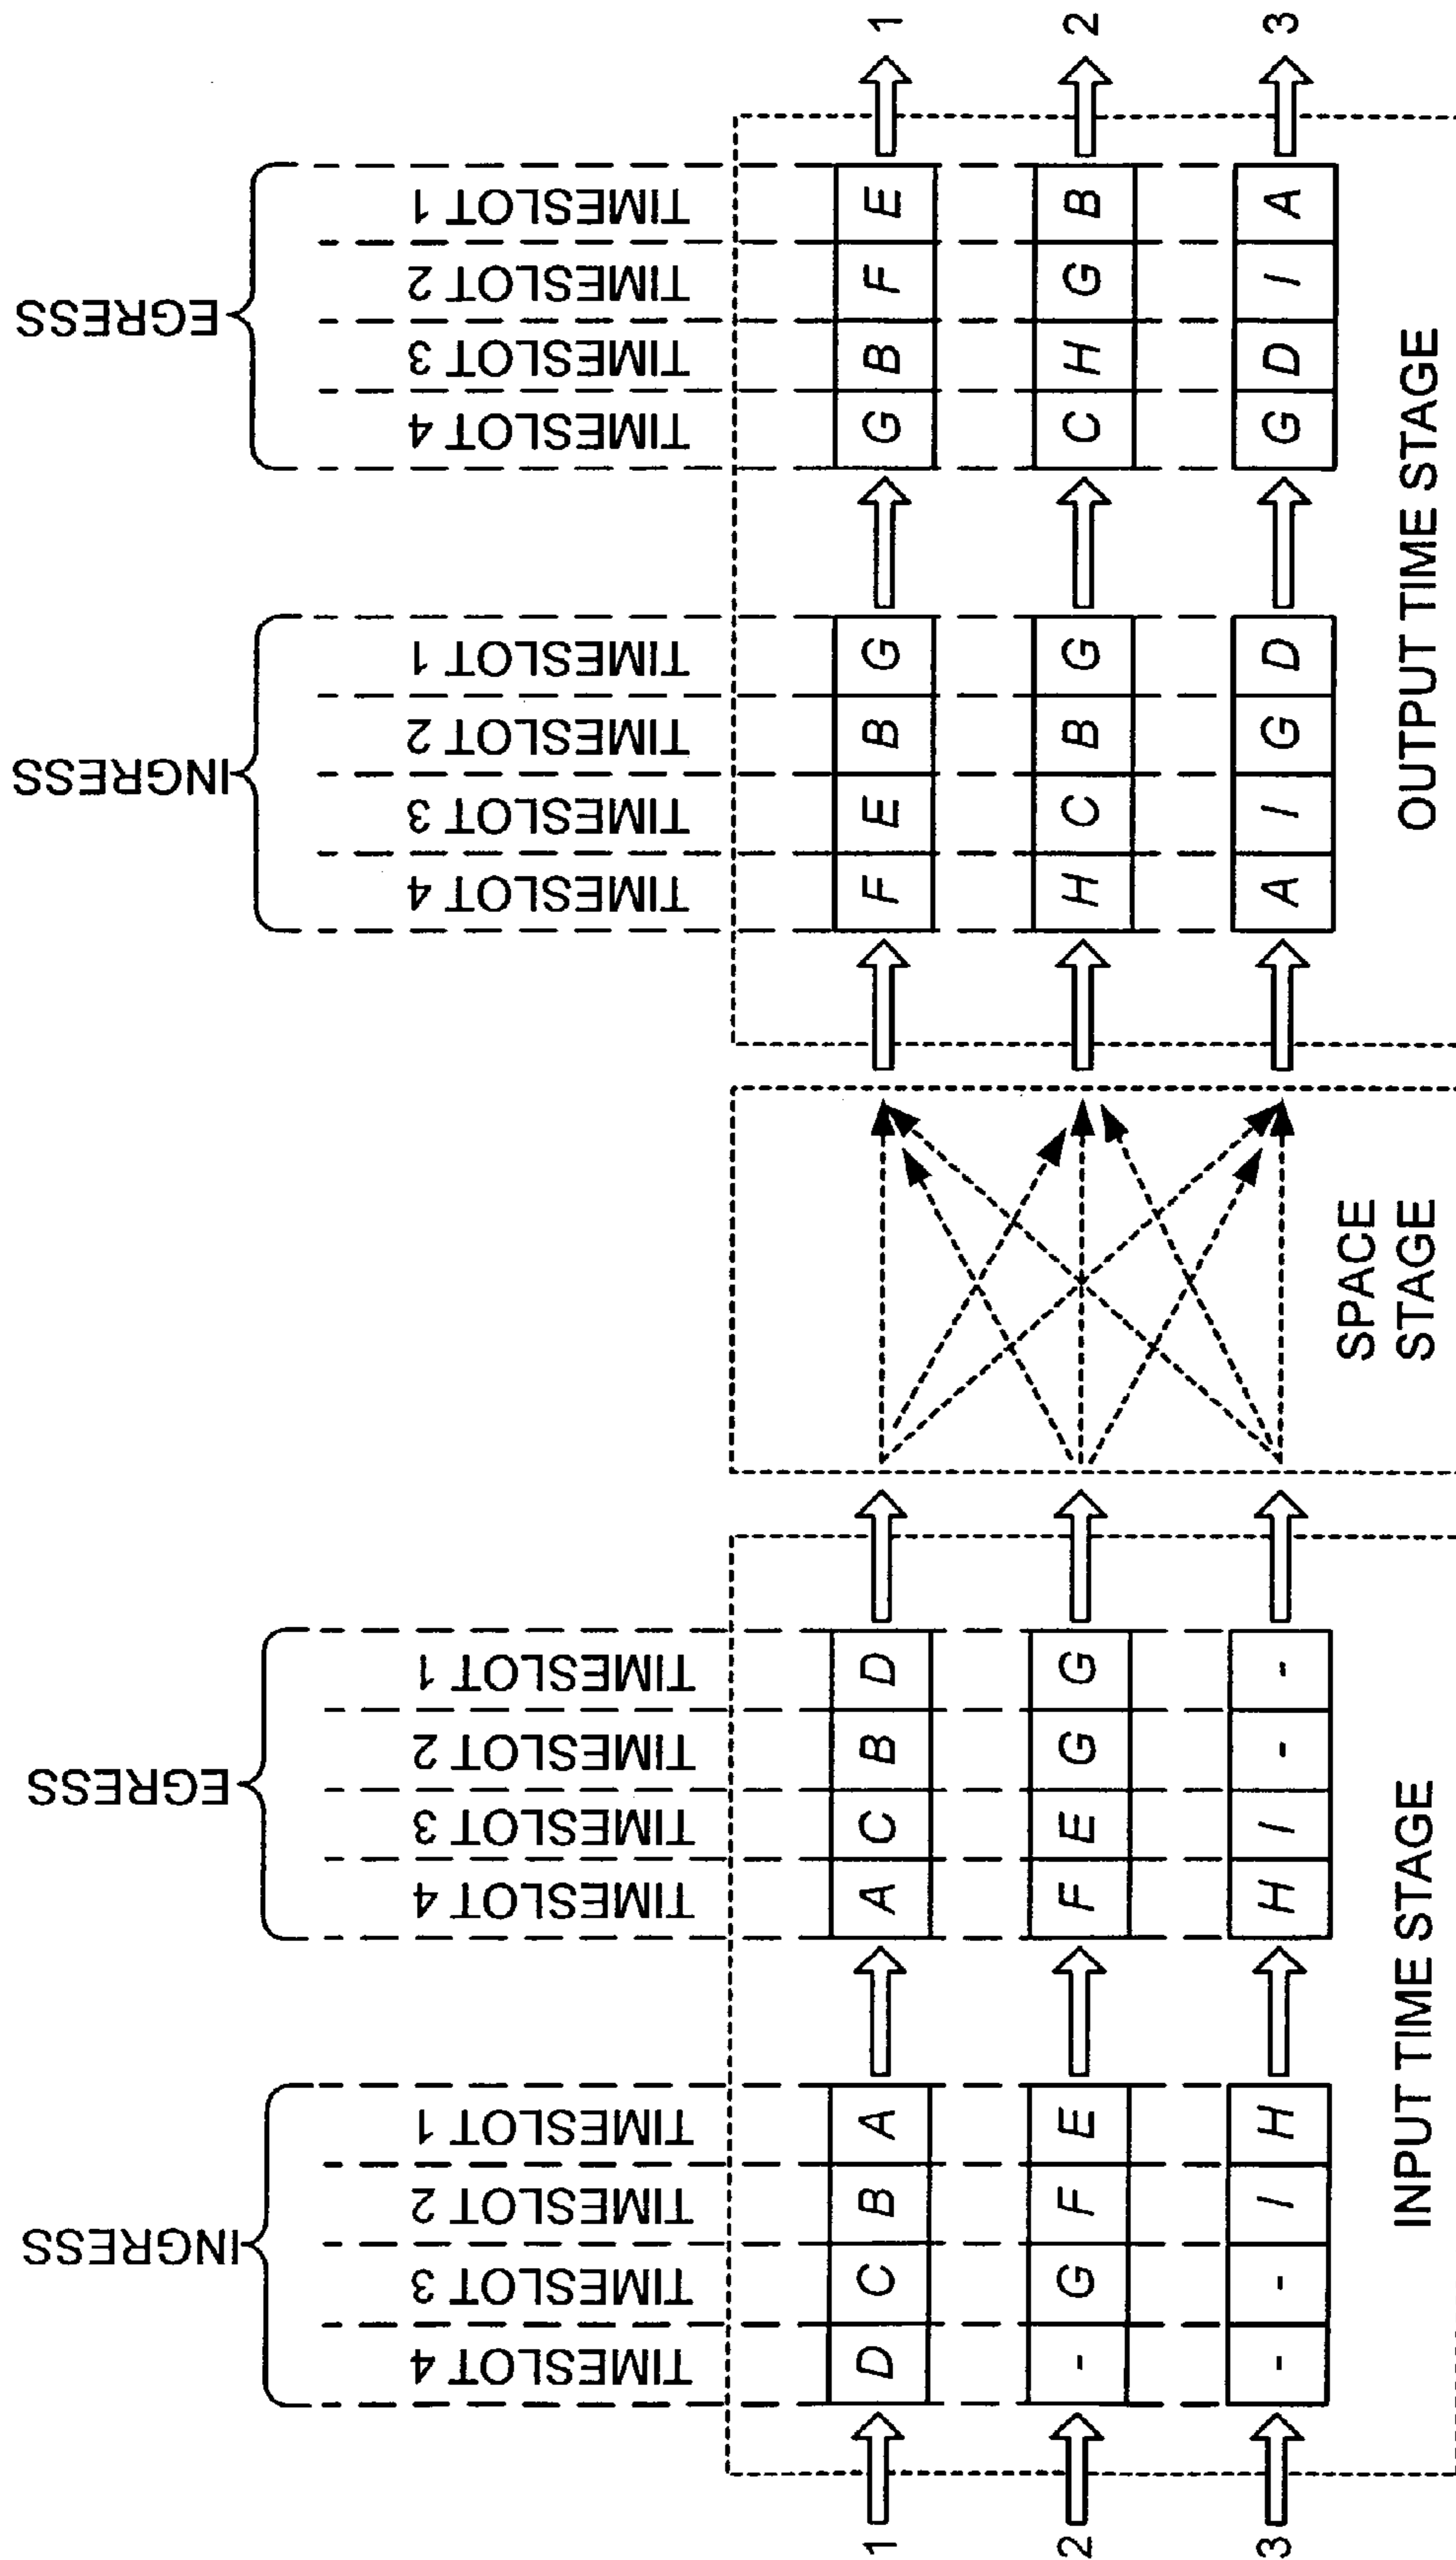 INGRESS
EGRESS
INGRESS
EGRESS
TIMESLOT 4
TIMESLOT 3
TIMESLOT 2
TIMESLOT 1
TIMESLOT 4
TIMESLOT 3
TIMESLOT 2
TIMESLOT 1
TIMESLOT 4
TIMESLOT 3
TIMESLOT 2
TIMESLOT 1
TIMESLOT 4
TIMESLOT 3
TIMESLOT 2
TIMESLOT 1
1 D C B A A C B D F E B G G B F E 1
2 - G F E F E G G H C B G C H G B 2
3 - - I H H I - - A I G D G D I A 3
INPUT TIME STAGE
SPACE
STAGE
OUTPUT TIME STAGE